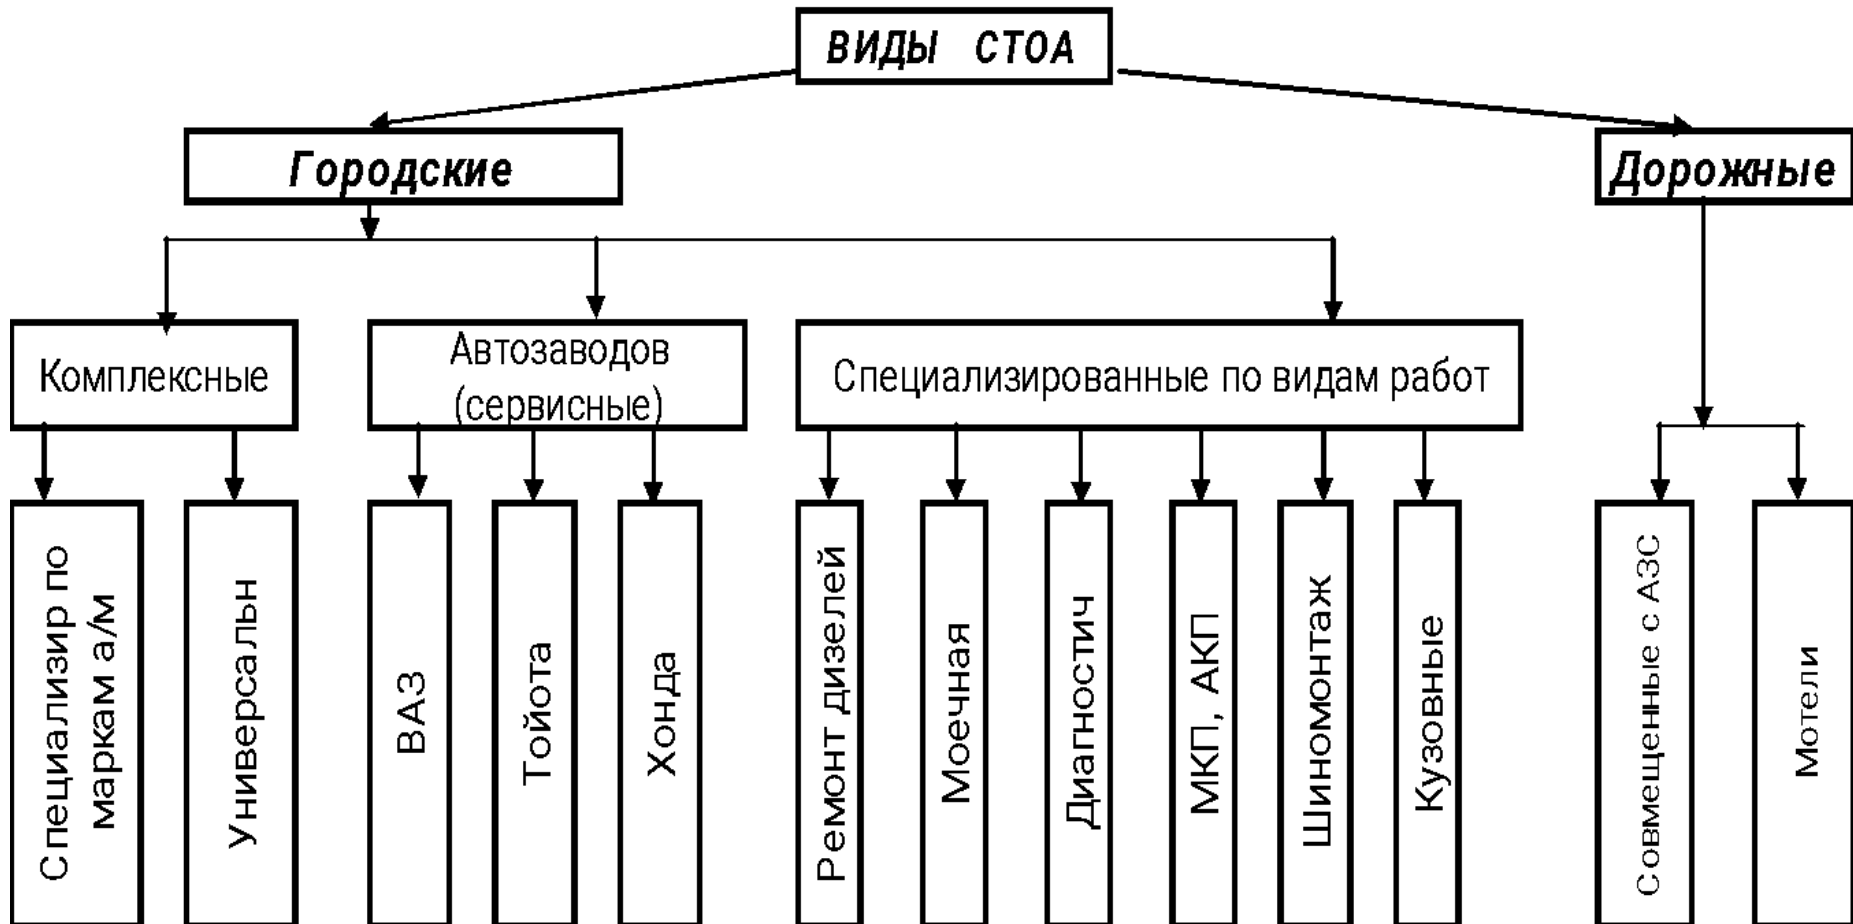 ВИДЫ СТОА
Городские
Дорожные
Комплексные
Автозаводов
(сервисные)
Специализированные по видам работ
Специализир по
маркам а/м
Универсальн
ВАЗ
Тойота
Хонда
Ремонт дизелей
Моечная
Диагностич
МКП, АКП
Шиномонтаж
Кузовные
Совмещенные с АЗС
Мотели